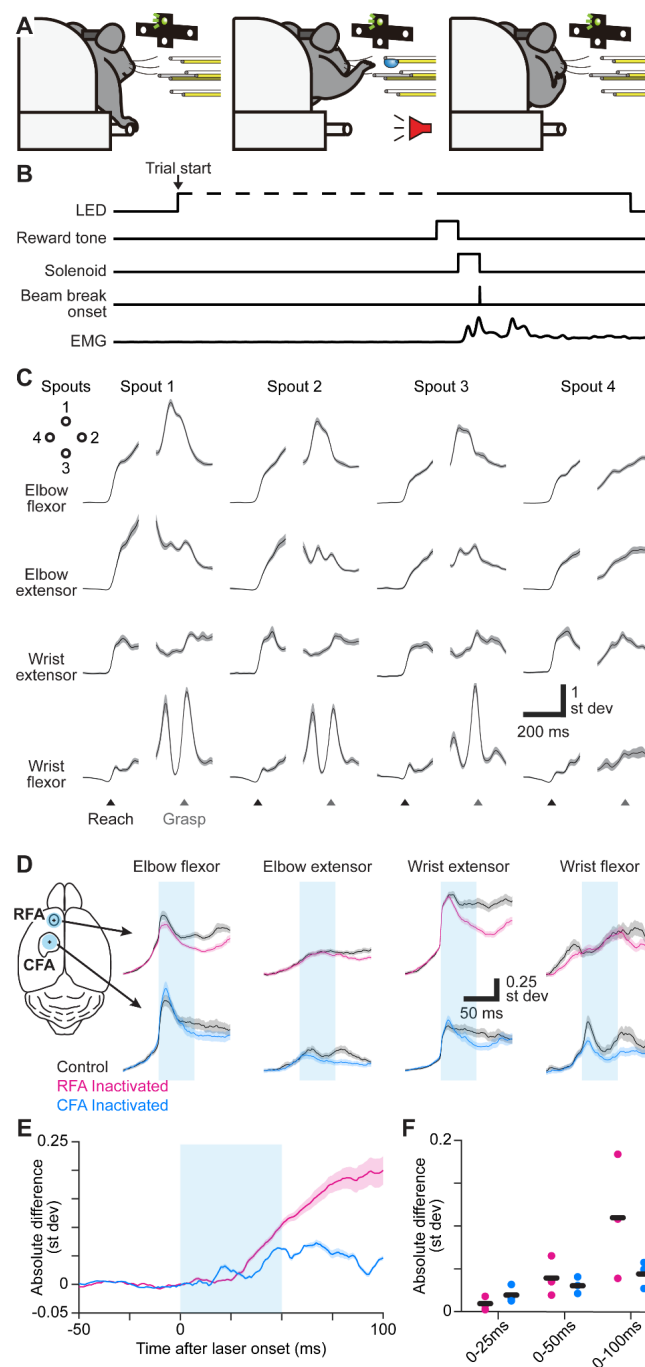 A
B
Trial start
LED
Reward tone
Solenoid
Beam break
onset
EMG
C
Spouts
Spout 1
Spout 2
Spout 3
Spout 4
1
4
2
3
Elbow
flexor
Elbow
extensor
Wrist
extensor
1
st dev
200 ms
Wrist
flexor
Reach
Grasp
D
Elbow flexor
Elbow extensor
Wrist extensor
Wrist flexor
RFA
CFA
0.25
st dev
50 ms
Control
RFA Inactivated
CFA Inactivated
E
0.25
Absolute difference
(st dev)
-0.05
-50
0
100
Time after laser onset (ms)
F
0.2
Absolute difference
(st dev)
0
0-25ms
0-50ms
0-100ms